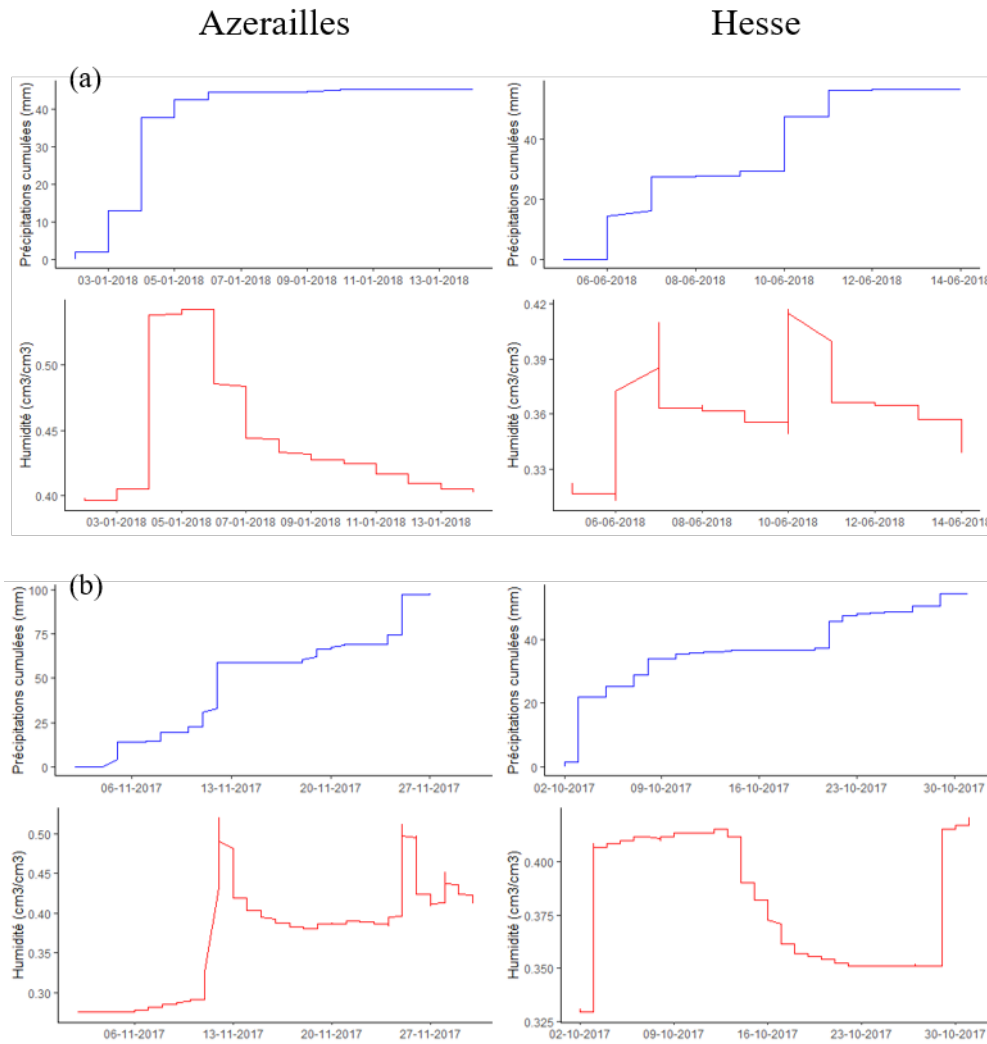 Azerailles Hesse
(a)
Précipitations cumulées (mm)
40
30
20
10
0
03-01-2018 05-01-2018 07-01-2018 09-01-2018 11-01-2018 13-01-2018
Précipitations cumulées (mm)
40
20
0
06-06-2018 08-06-2018 10-06-2018 12-06-2018 14-06-2018
Humidité (cm3/cm3)
0.50
0.45
0.40
03-01-2018 05-01-2018 07-01-2018 09-01-2018 11-01-2018 13-01-2018
Humidité (cm3/cm3)
0.42
0.39
0.36
0.33
06-06-2018 08-06-2018 10-06-2018 12-06-2018 14-06-2018
(b)
Précipitations cumulées (mm)
100
75
50
25
0
06-11-2017 13-11-2017 20-11-2017 27-11-2017
Précipitations cumulées (mm)
40
20
0
02-10-2017 09-10-2017 16-10-2017 23-10-2017 30-10-2017
Humidité (cm3/cm3)
0.50
0.45
0.40
0.35
0.30
06-11-2017 13-11-2017 20-11-2017 27-11-2017
Humidité (cm3/cm3)
0.400
0.375
0.350
0.325
02-10-2017 09-10-2017 16-10-2017 23-10-2017 30-10-2017